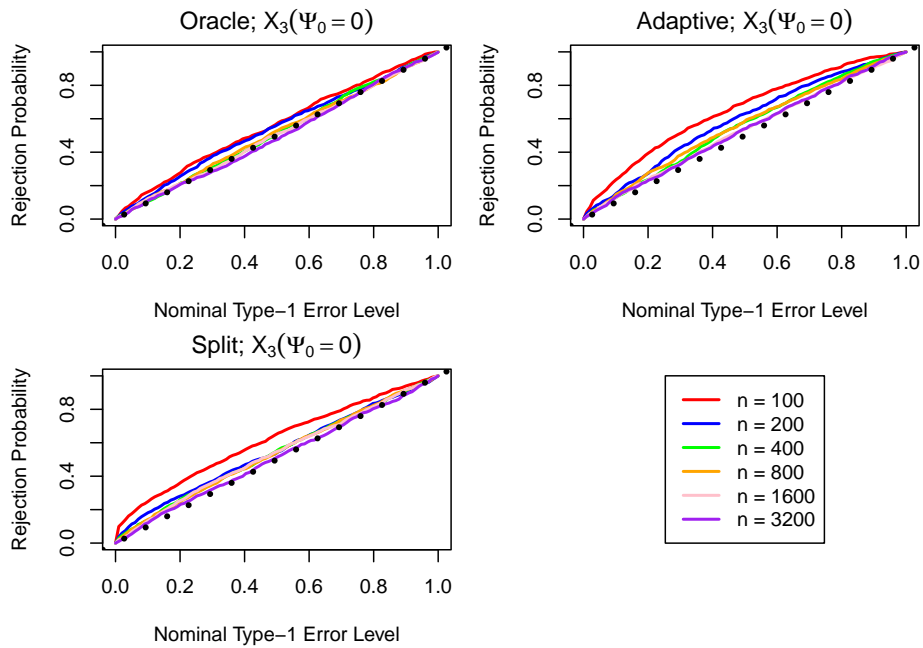 Oracle; X₃(Ψ₀ = 0)
Rejection Probability
0.0 0.4 0.8
0.0 0.2 0.4 0.6 0.8 1.0
Nominal Type−1 Error Level
Adaptive; X₃(Ψ₀ = 0)
Rejection Probability
0.0 0.4 0.8
0.0 0.2 0.4 0.6 0.8 1.0
Nominal Type−1 Error Level
Split; X₃(Ψ₀ = 0)
Rejection Probability
0.0 0.4 0.8
0.0 0.2 0.4 0.6 0.8 1.0
Nominal Type−1 Error Level
n = 100
n = 200
n = 400
n = 800
n = 1600
n = 3200